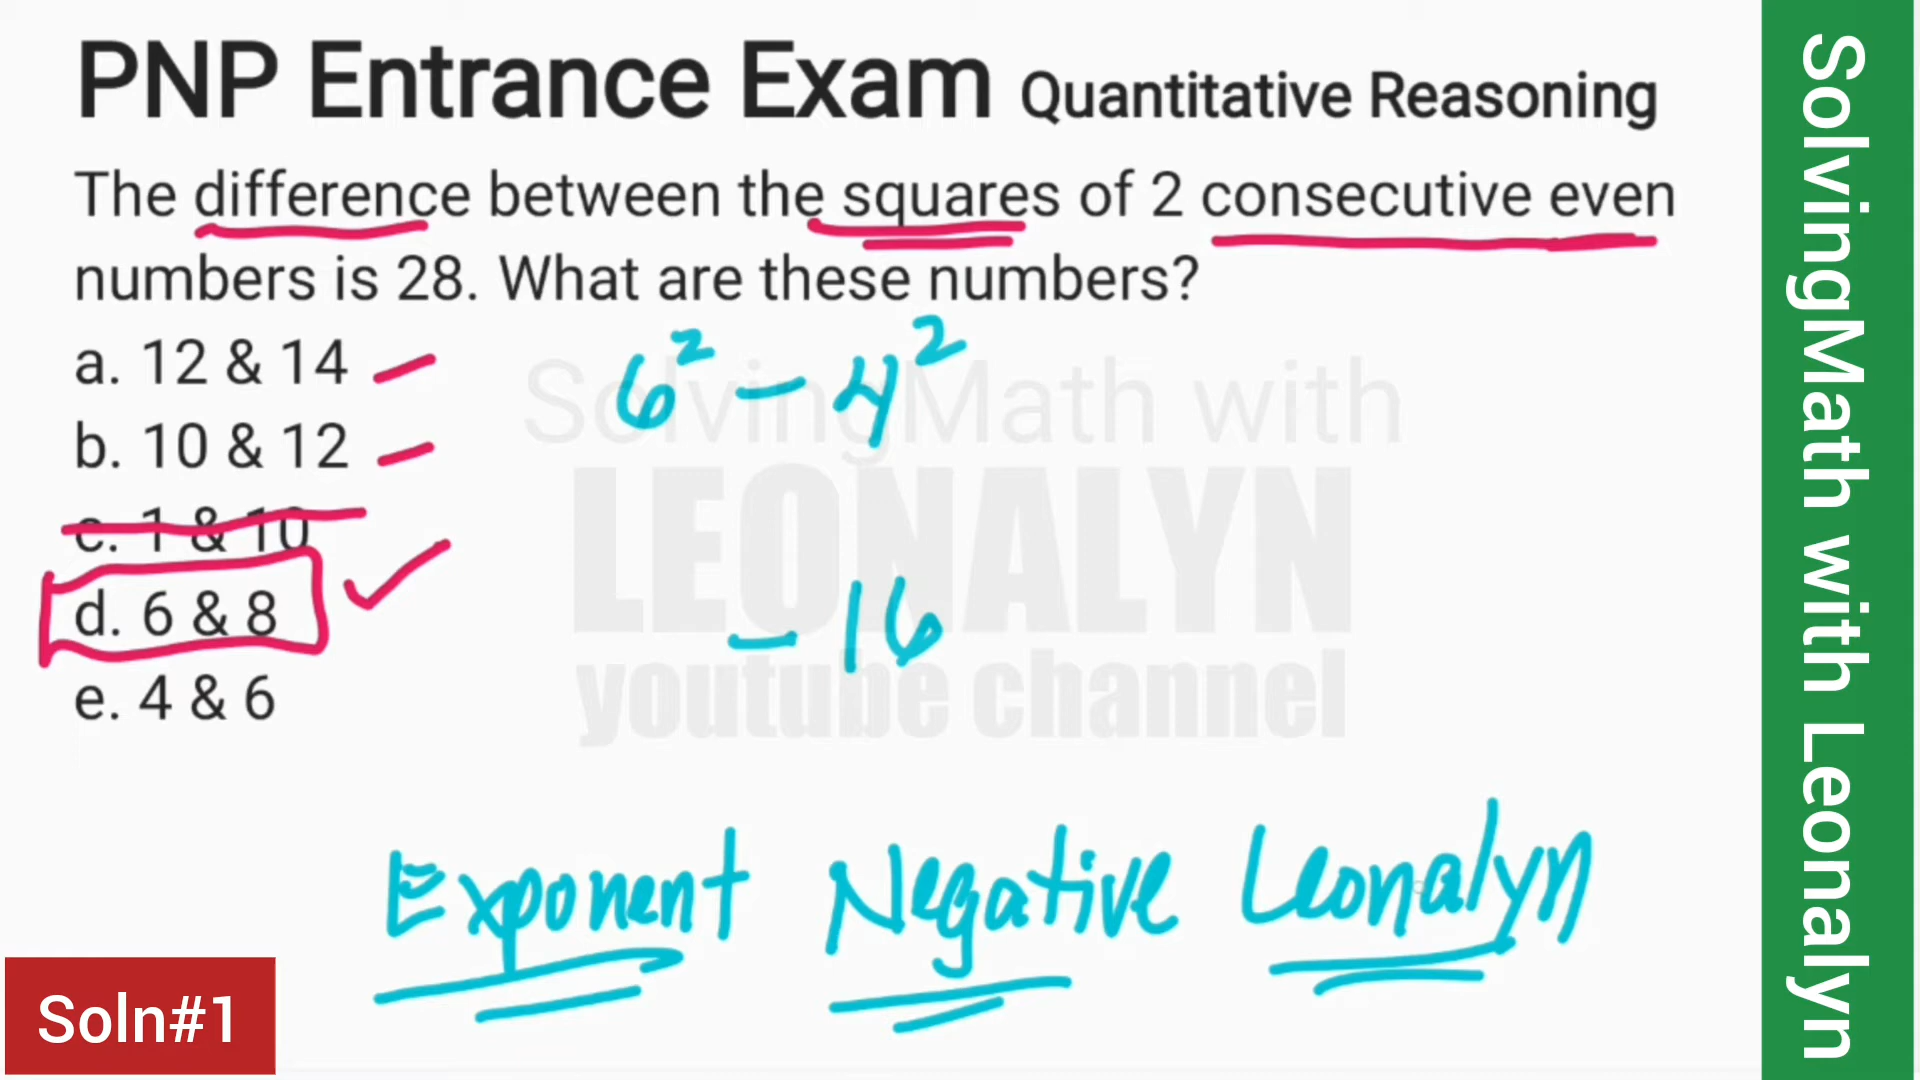 PNP Entrance Exam Quantitative Reasoning
The difference between the squares of 2 consecutive even
numbers is 28. What are these numbers?
a. 12 & 14
b. 10 & 12
c. 1 & 10
d. 6 & 8
e. 4 & 6
6² - 4²
- 16
SolvingMath with
LEONALYN
youtube channel
Exponent Negative Leonalyn
Soln#1
SolvingMath with Leonalyn